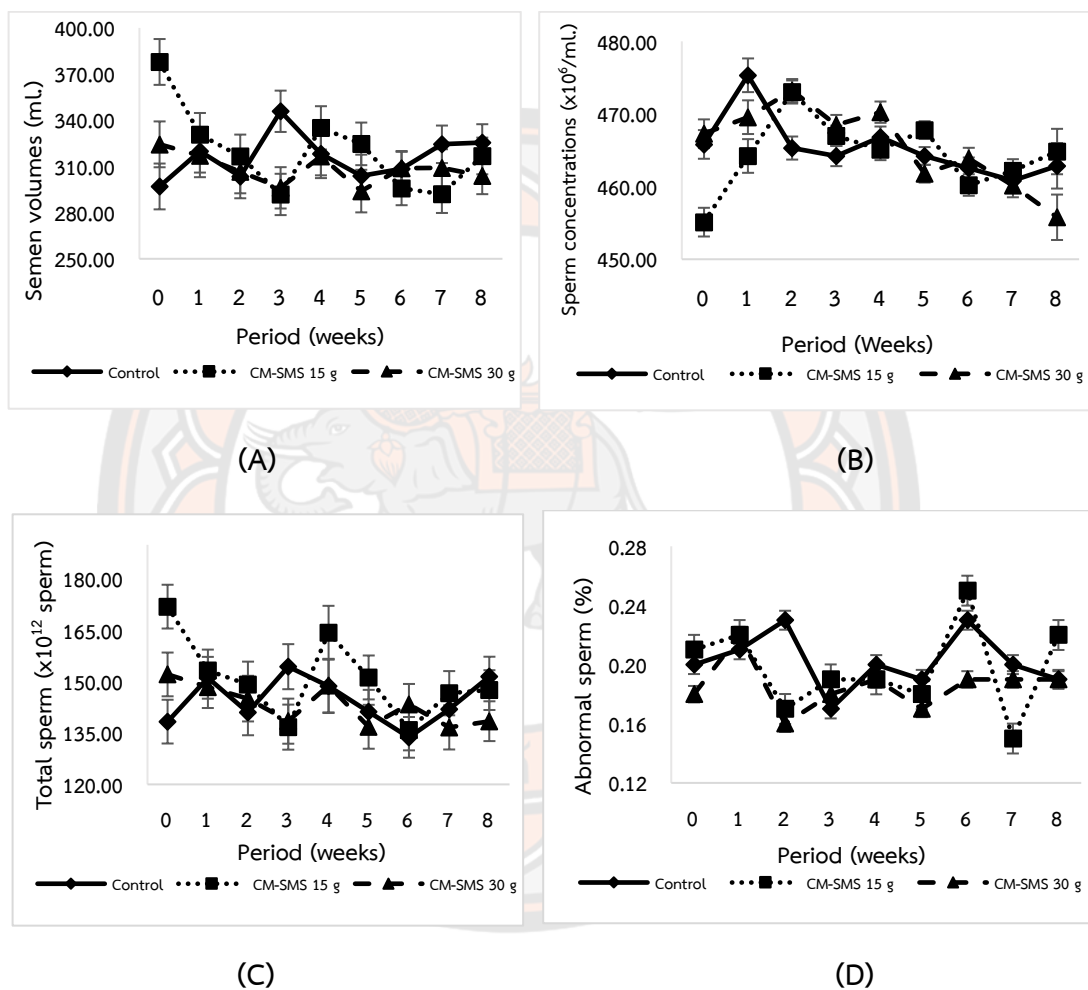 Semen volumes (ml.)
400.00
370.00
340.00
310.00
280.00
250.00
0 1 2 3 4 5 6 7 8
Period (weeks)
Control CM-SMS 15 g CM-SMS 30 g
(A)
Sperm concentrations (x10⁶/ml.)
480.00
470.00
460.00
450.00
0 1 2 3 4 5 6 7 8
Period (Weeks)
Control CM-SMS 15 g CM-SMS 30 g
(B)
Total sperm (x10¹² sperm)
180.00
165.00
150.00
135.00
120.00
0 1 2 3 4 5 6 7 8
Period (weeks)
Control CM-SMS 15 g CM-SMS 30 g
(C)
Abnormal sperm (%)
0.28
0.24
0.20
0.16
0.12
0 1 2 3 4 5 6 7 8
Period (weeks)
Control CM-SMS 15 g CM-SMS 30 g
(D)